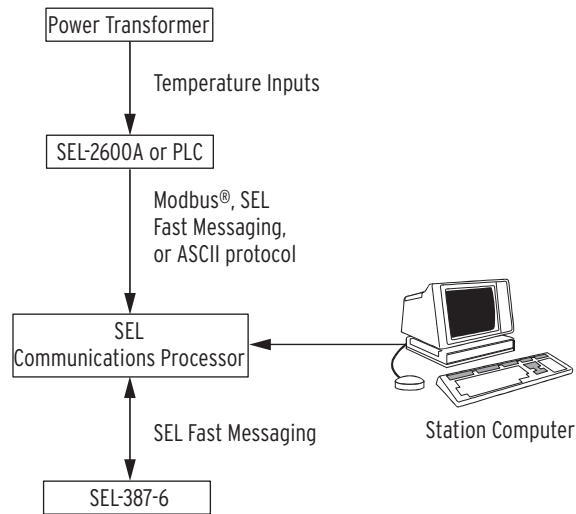 Power Transformer
Temperature Inputs
SEL-2600A or PLC
Modbus®, SEL
Fast Messaging,
or ASCII protocol
SEL
Communications Processor
SEL Fast Messaging
Station Computer
SEL-387-6